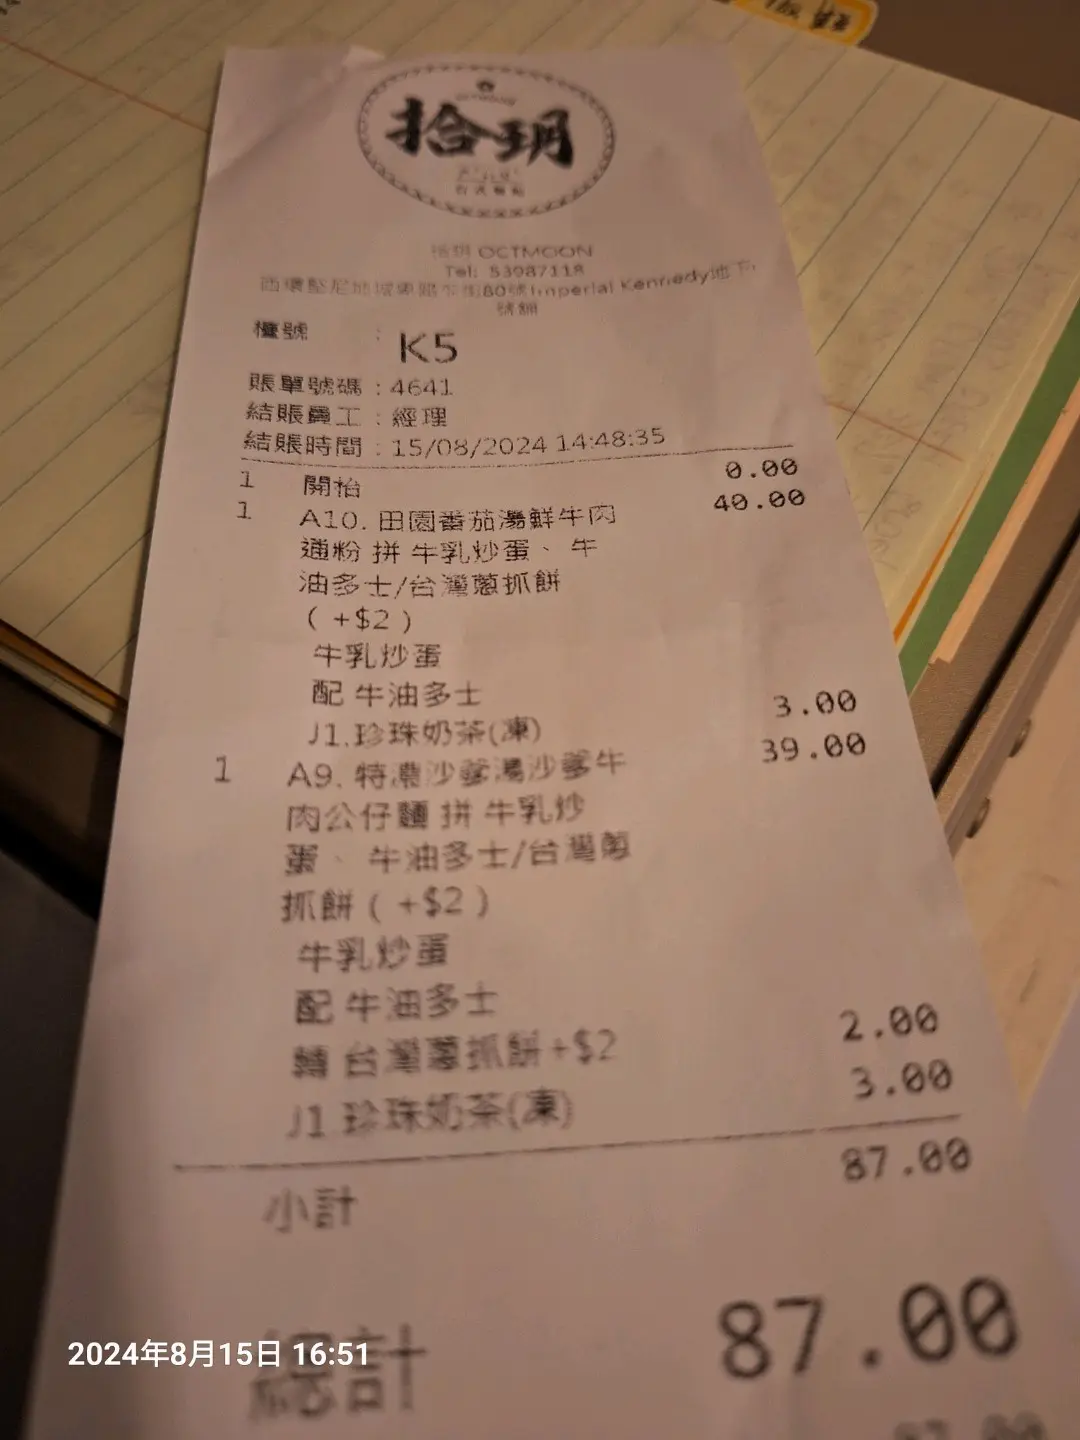 拾玥
台式餐飲
拾玥 OCTMOON
Tel: 53987118
西環堅尼地城卑路乍街80號Imperial Kennedy地下
號舖
檯號 : K5
賬單號碼 : 4641
結賬員工 : 經理
結賬時間 : 15/08/2024 14:48:35
1 開枱 0.00
1 A10. 田園番茄湯鮮牛肉 40.00
通粉 拼 牛乳炒蛋、 牛
油多士/台灣蔥抓餅
( +$2 )
牛乳炒蛋
配 牛油多士
J1.珍珠奶茶(凍) 3.00
1 A9. 特濃沙爹湯沙爹牛 39.00
肉公仔麵 拼 牛乳炒
蛋、 牛油多士/台灣蔥
抓餅 ( +$2 )
牛乳炒蛋
配 牛油多士
轉 台灣蔥抓餅+$2 2.00
J1.珍珠奶茶(凍) 3.00
小計 87.00
總計 87.00
2024年8月15日 16:51